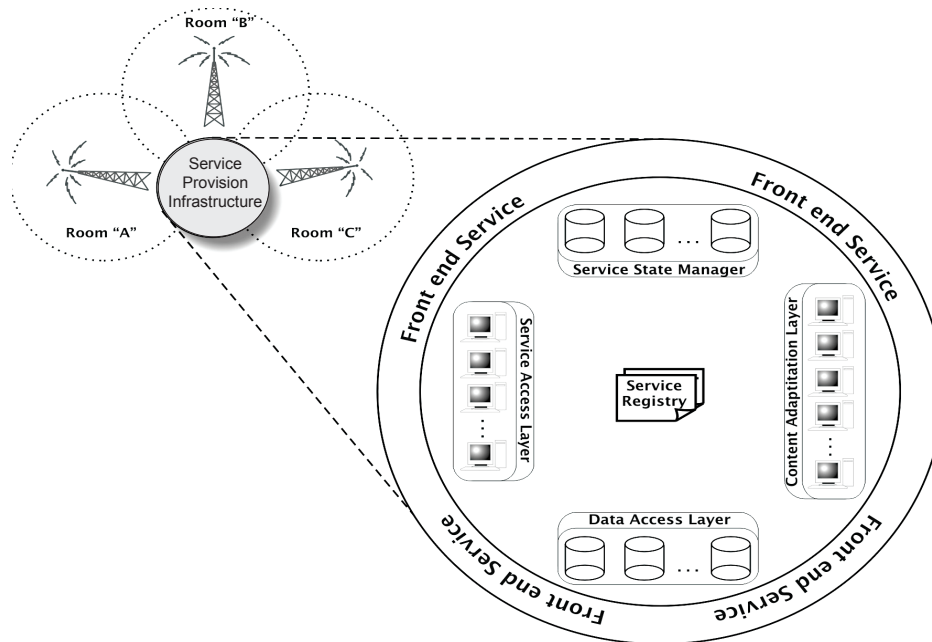 Room “B”
Service
Provision
Infrastructure
Room “A”
Room “C”
Front end Service
Front end Service
Service State Manager
Service Access Layer
Service
Registry
Content Adaptitation Layer
Data Access Layer
Front end Service
Front end Service